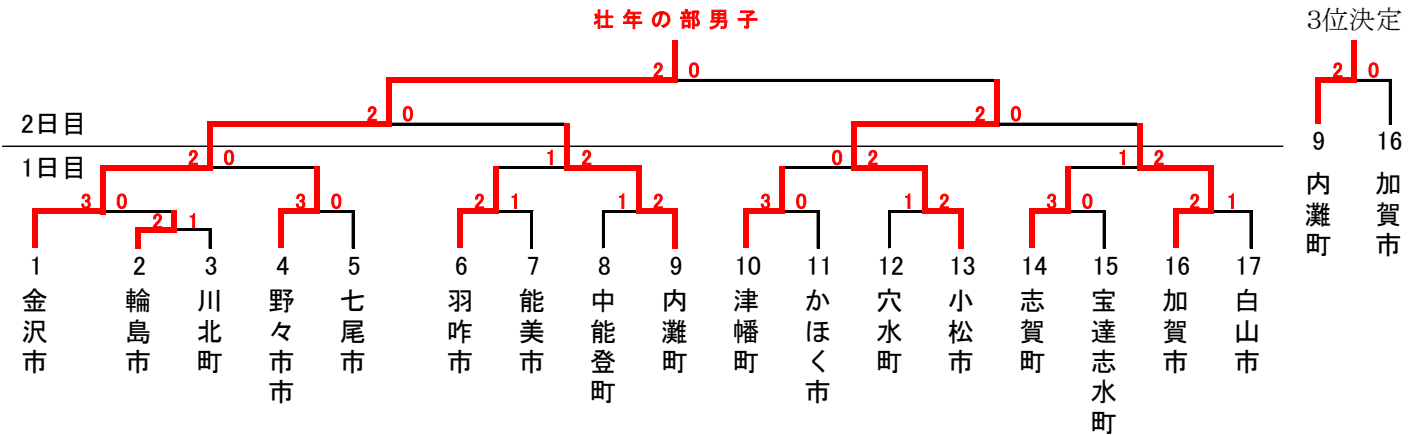 壮年の部男子
3位決定
2 0
2 0
2 0
2 0
2日目
9 16
内灘町
加賀市
1日目
2 0
1 2
0 2
1 2
3 0
3 0
2 1
1 2
3 0
1 2
3 0
2 1
2 1
1 2 3 4 5 6 7 8 9 10 11 12 13 14 15 16 17
金沢市
輪島市
川北町
野々市市
七尾市
羽咋市
能美市
中能登町
内灘町
津幡町
かほく市
穴水町
小松市
志賀町
宝達志水町
加賀市
白山市